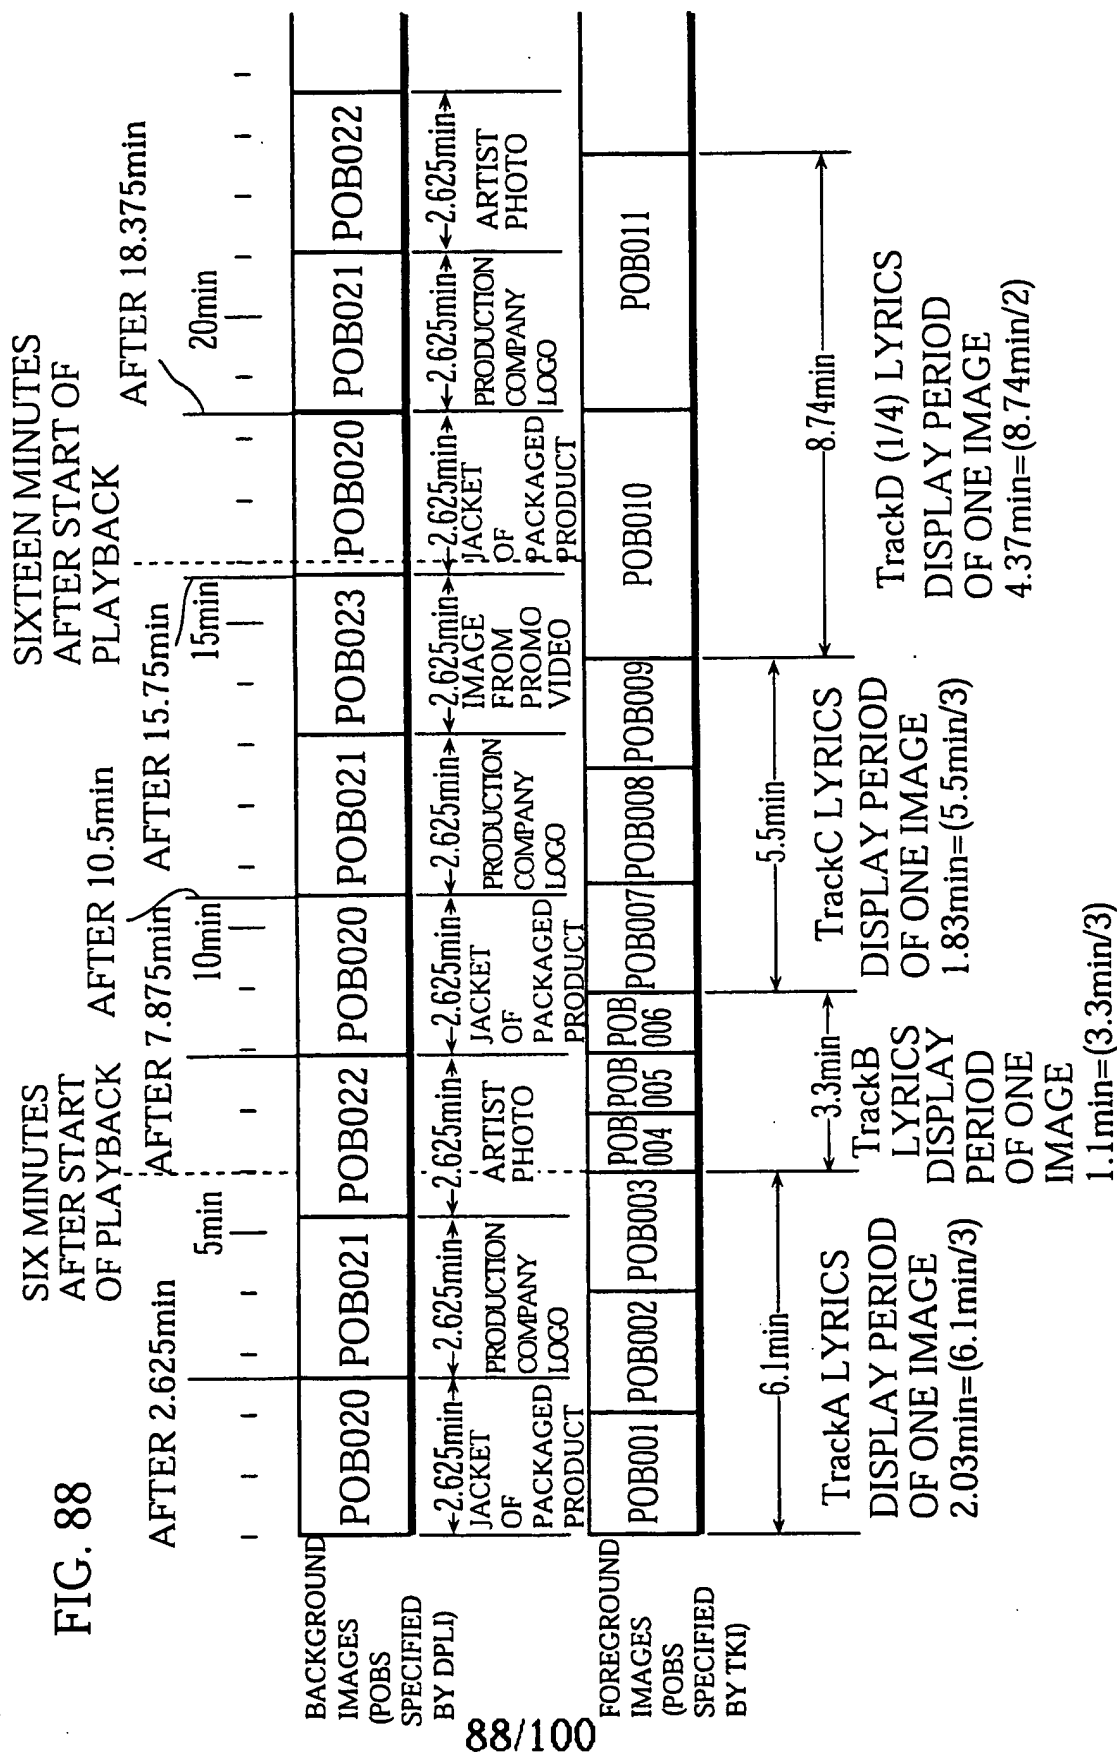 FIG. 88
SIX MINUTES
AFTER START
OF PLAYBACK
SIXTEEN MINUTES
AFTER START OF
PLAYBACK
AFTER 2.625min
AFTER 7.875min
AFTER 10.5min
AFTER 15.75min
AFTER 18.375min
5min
10min
15min
20min
BACKGROUND
IMAGES
(POBS
SPECIFIED
BY DPLI)
POB020
POB021
POB022
POB020
POB021
POB023
POB020
POB021
POB022
2.625min
JACKET
OF
PACKAGED
PRODUCT
2.625min
PRODUCTION
COMPANY
LOGO
2.625min
ARTIST
PHOTO
2.625min
JACKET
OF
PACKAGED
PRODUCT
2.625min
PRODUCTION
COMPANY
LOGO
2.625min
IMAGE
FROM
PROMO
VIDEO
2.625min
JACKET
OF
PACKAGED
PRODUCT
2.625min
PRODUCTION
COMPANY
LOGO
2.625min
ARTIST
PHOTO
FOREGROUND
IMAGES
(POBS
SPECIFIED
BY TKI)
POB001
POB002
POB003
POB
004
POB
005
POB
006
POB007
POB008
POB009
POB010
POB011
6.1min
3.3min
5.5min
8.74min
TrackA LYRICS
DISPLAY PERIOD
OF ONE IMAGE
2.03min=(6.1min/3)
TrackB
LYRICS
DISPLAY
PERIOD
OF ONE
IMAGE
1.1min=(3.3min/3)
TrackC LYRICS
DISPLAY PERIOD
OF ONE IMAGE
1.83min=(5.5min/3)
TrackD (1/4) LYRICS
DISPLAY PERIOD
OF ONE IMAGE
4.37min=(8.74min/2)
88/100